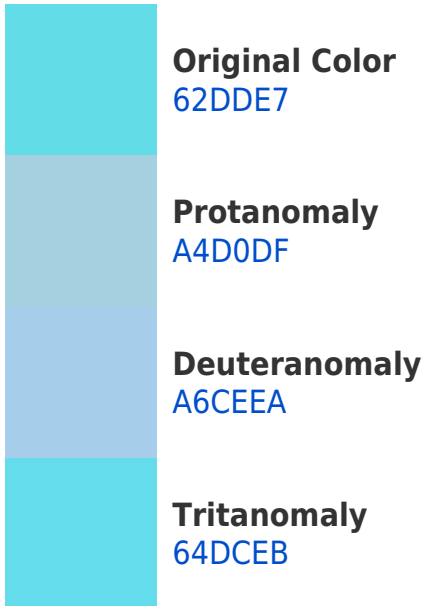 Original Color
62DDE7
Protanomaly
A4D0DF
Deuteranomaly
A6CEEA
Tritanomaly
64DCEB